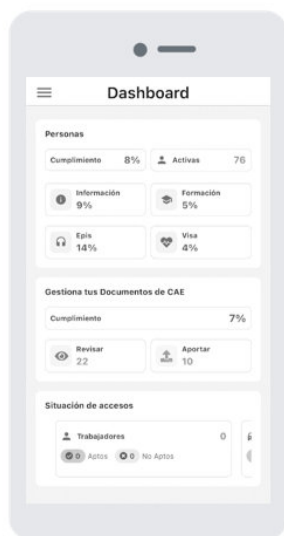 Dashboard
Personas
Cumplimiento 8% Activas 76
Información Formación
9% 5%
Epis Visa
14% 4%
Gestiona tus Documentos de CAE
Cumplimiento 7%
Revisar Aportar
22 10
Situación de accesos
Trabajadores 0
0 Aptos 0 No Aptos